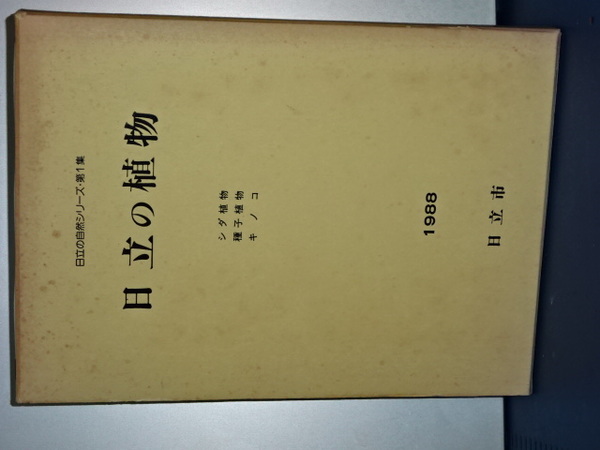 日立の自然シリーズ・第1集
日立の植物
シダ植物
種子植物
キノコ
1988
日立市